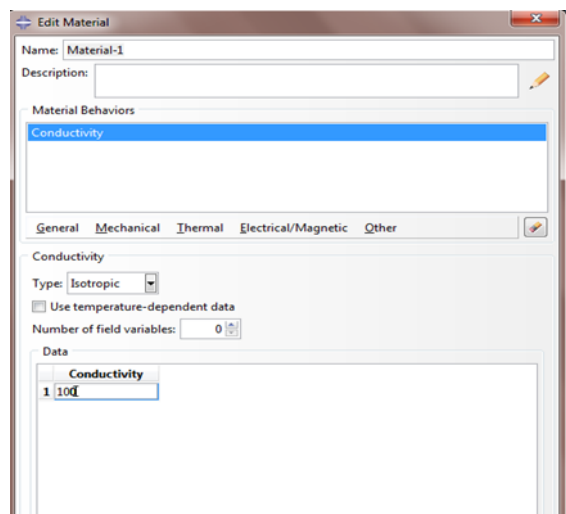 Edit Material
Name: Material-1
Description:
Material Behaviors
Conductivity
General Mechanical Thermal Electrical/Magnetic Other
Conductivity
Type: Isotropic
Use temperature-dependent data
Number of field variables: 0
Data
Conductivity
1 100